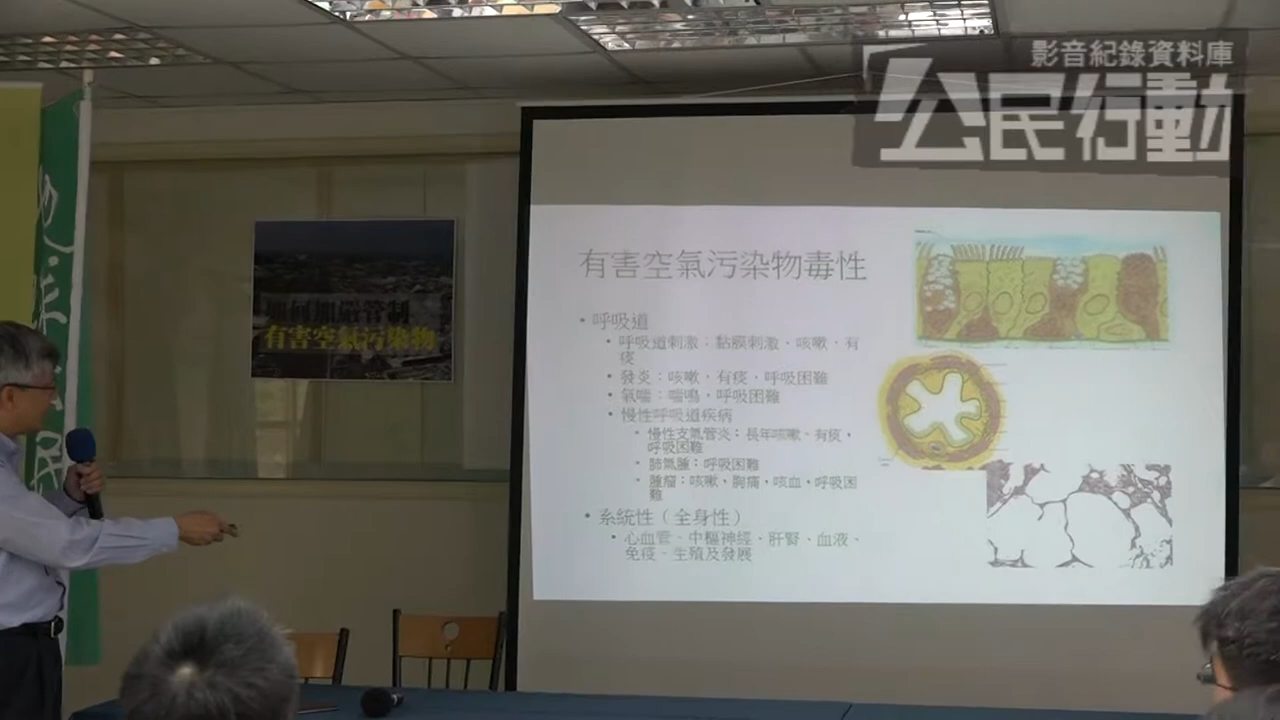 影音紀錄資料庫
公民行動
如何加嚴管制
有害空氣污染物
有害空氣污染物毒性
• 呼吸道
• 呼吸道刺激：黏膜刺激，咳嗽，有
痰
• 發炎：咳嗽，有痰，呼吸困難
• 氣喘：喘鳴，呼吸困難
• 慢性呼吸道疾病
• 慢性支氣管炎：長年咳嗽、有痰，
呼吸困難
• 肺氣腫：呼吸困難
• 腫瘤：咳嗽，胸痛，咳血，呼吸困
難
• 系統性（全身性）
• 心血管、中樞神經、肝腎、血液、
免疫、生殖及發展